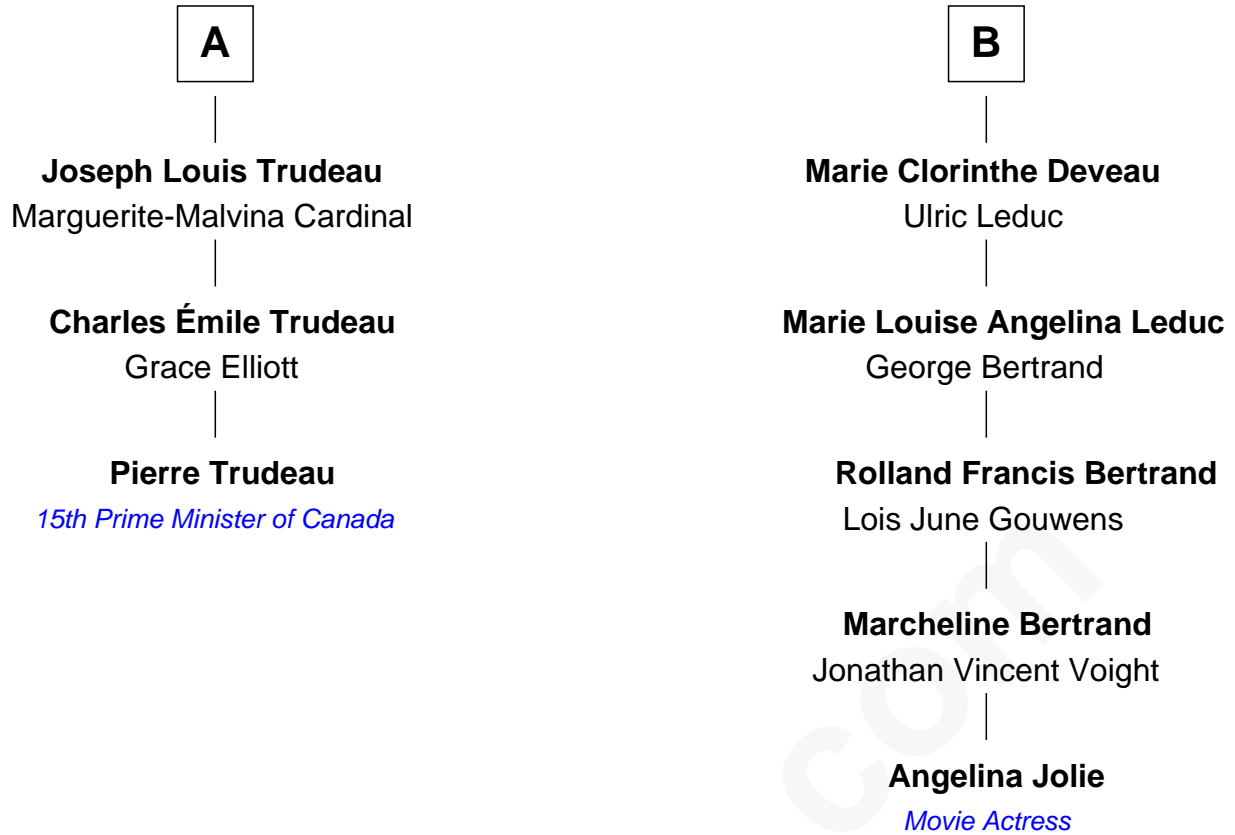 A
Joseph Louis Trudeau
Marguerite-Malvina Cardinal
Charles Émile Trudeau
Grace Elliott
Pierre Trudeau
15th Prime Minister of Canada
B
Marie Clorinthe Deveau
Ulric Leduc
Marie Louise Angelina Leduc
George Bertrand
Rolland Francis Bertrand
Lois June Gouwens
Marcheline Bertrand
Jonathan Vincent Voight
Angelina Jolie
Movie Actress
com